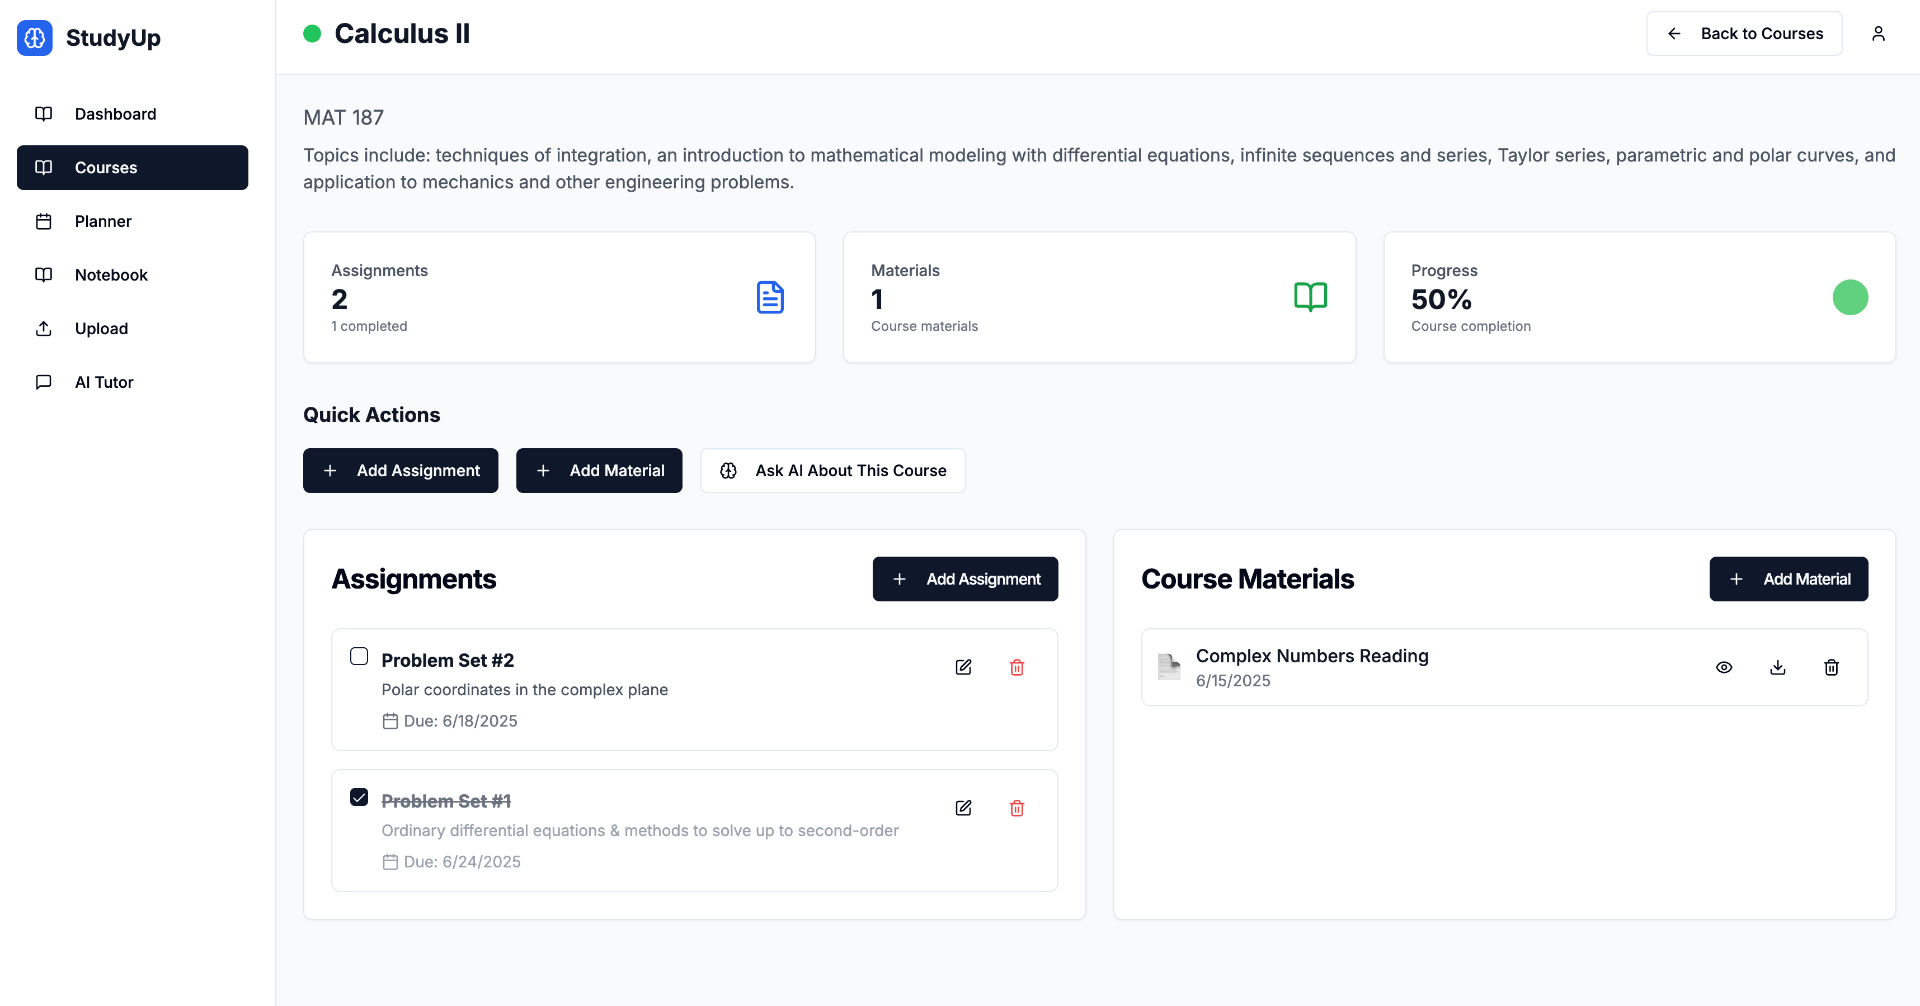 StudyUp
Dashboard
Courses
Planner
Notebook
Upload
AI Tutor
Calculus II
Back to Courses
MAT 187
Topics include: techniques of integration, an introduction to mathematical modeling with differential equations, infinite sequences and series, Taylor series, parametric and polar curves, and
application to mechanics and other engineering problems.
Assignments
2
1 completed
Materials
1
Course materials
Progress
50%
Course completion
Quick Actions
Add Assignment
Add Material
Ask AI About This Course
Assignments
Add Assignment
Problem Set #2
Polar coordinates in the complex plane
Due: 6/18/2025
Problem Set #1
Ordinary differential equations & methods to solve up to second-order
Due: 6/24/2025
Course Materials
Add Material
Complex Numbers Reading
6/15/2025